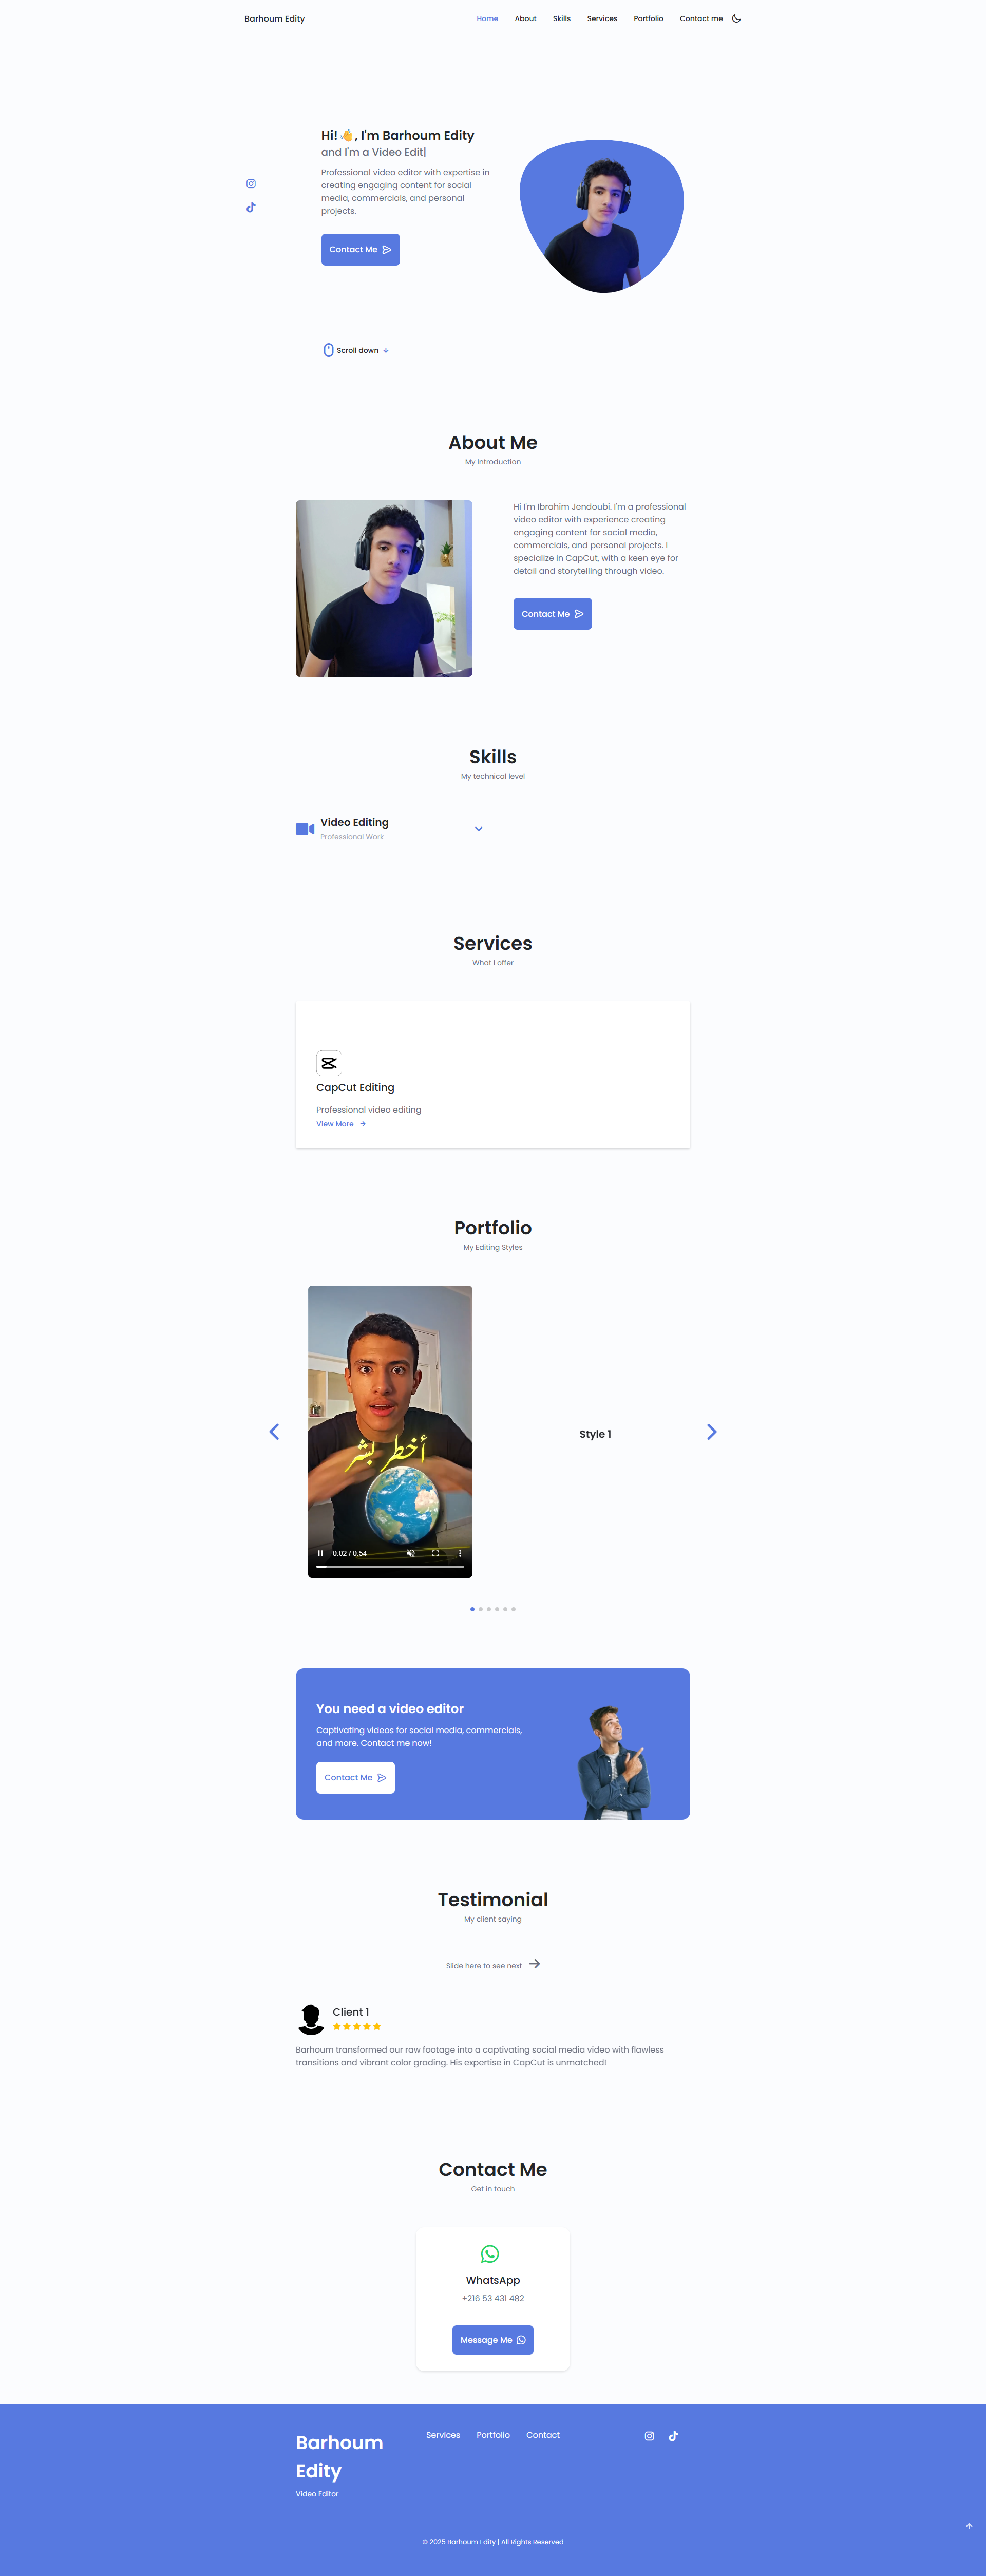 Barhoum Edity
Home About Skills Services Portfolio Contact me
Hi!👋, I'm Barhoum Edity
and I'm a Video Edit|
Professional video editor with expertise in
creating engaging content for social
media, commercials, and personal
projects.
Contact Me
Scroll down
About Me
My Introduction
Hi I'm Ibrahim Jendoubi. I'm a professional
video editor with experience creating
engaging content for social media,
commercials, and personal projects. I
specialize in CapCut, with a keen eye for
detail and storytelling through video.
Contact Me
Skills
My technical level
Video Editing
Professional Work
Services
What I offer
CapCut Editing
Professional video editing
View More
Portfolio
My Editing Styles
أخطر بشر
0:02 / 0:54
Style 1
You need a video editor
Captivating videos for social media, commercials,
and more. Contact me now!
Contact Me
Testimonial
My client saying
Slide here to see next
Client 1
Barhoum transformed our raw footage into a captivating social media video with flawless
transitions and vibrant color grading. His expertise in CapCut is unmatched!
Contact Me
Get in touch
WhatsApp
+216 53 431 482
Message Me
Barhoum
Edity
Video Editor
Services Portfolio Contact
© 2025 Barhoum Edity | All Rights Reserved